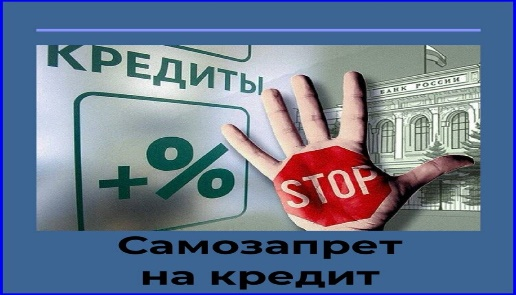 КРЕДИТЫ
БАНК РОССИИ
+%
STOP
Самозапрет
на кредит